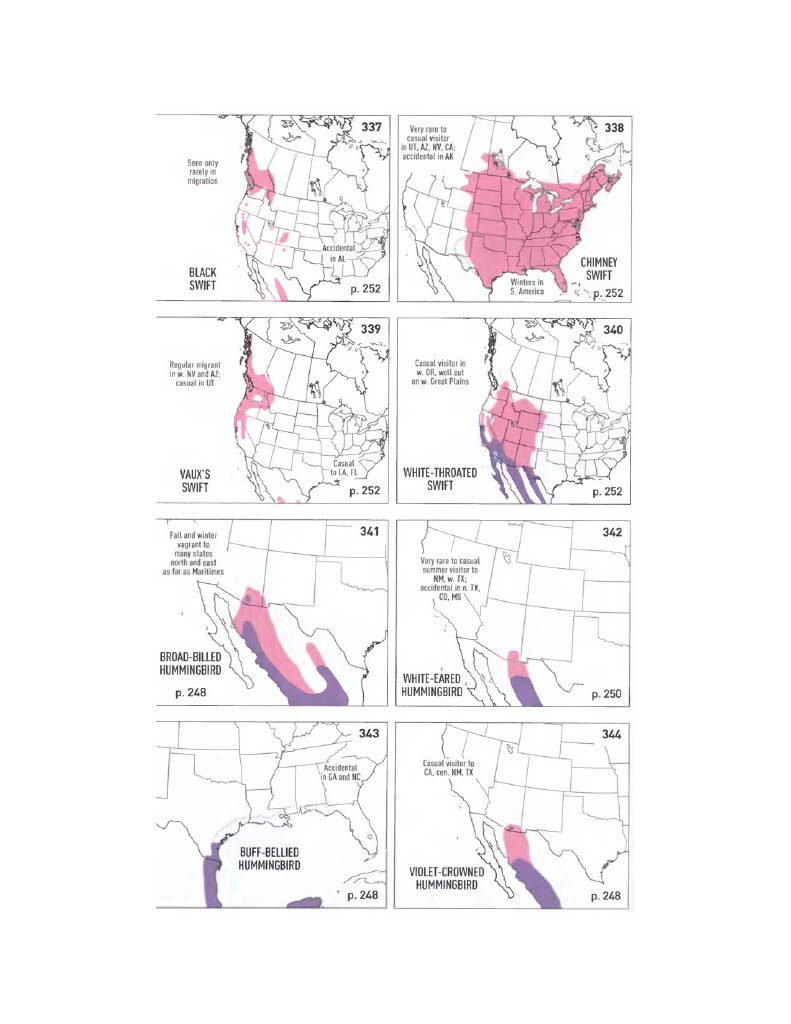 337
Seen only
rarely in
migration
Accidental
in AL
BLACK
SWIFT
p. 252
338
Very rare to
casual visitor
in UT, AZ, NV, CA;
accidental in AK
CHIMNEY
SWIFT
Winters in
S. America
p. 252
339
Regular migrant
in w. NV and AZ;
casual in UT
Casual
to LA, FL
VAUX'S
SWIFT
p. 252
340
Casual visitor in
w. OR, well out
on w. Great Plains
WHITE-THROATED
SWIFT
p. 252
341
Fall and winter
vagrant to
many states
north and east
as far as Maritimes
BROAD-BILLED
HUMMINGBIRD
p. 248
342
Very rare to casual
summer visitor to
NM, w. TX;
accidental in n. TX,
CO, MS
WHITE-EARED
HUMMINGBIRD
p. 250
343
Accidental
in GA and NC
BUFF-BELLIED
HUMMINGBIRD
p. 248
344
Casual visitor to
CA, cen. NM, TX
VIOLET-CROWNED
HUMMINGBIRD
p. 248